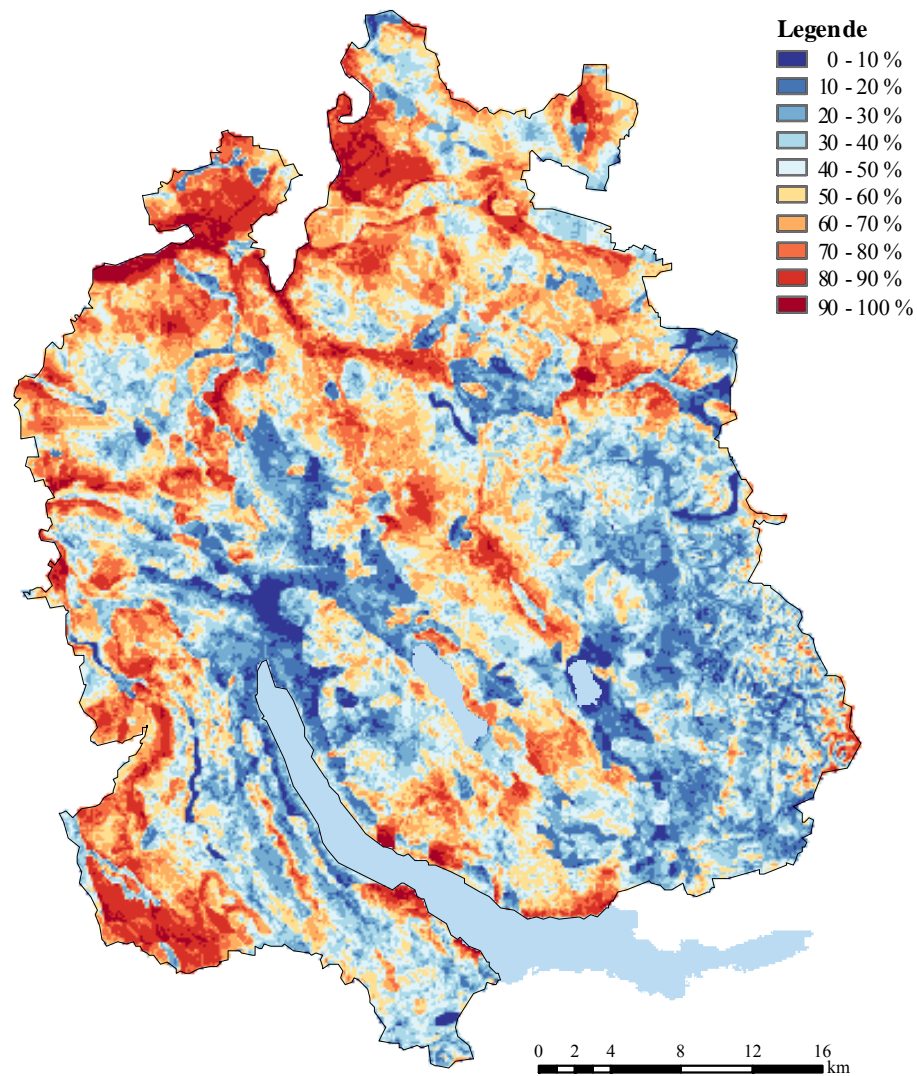 Legende
0 - 10 %
10 - 20 %
20 - 30 %
30 - 40 %
40 - 50 %
50 - 60 %
60 - 70 %
70 - 80 %
80 - 90 %
90 - 100 %
0 2 4 8 12 16
km